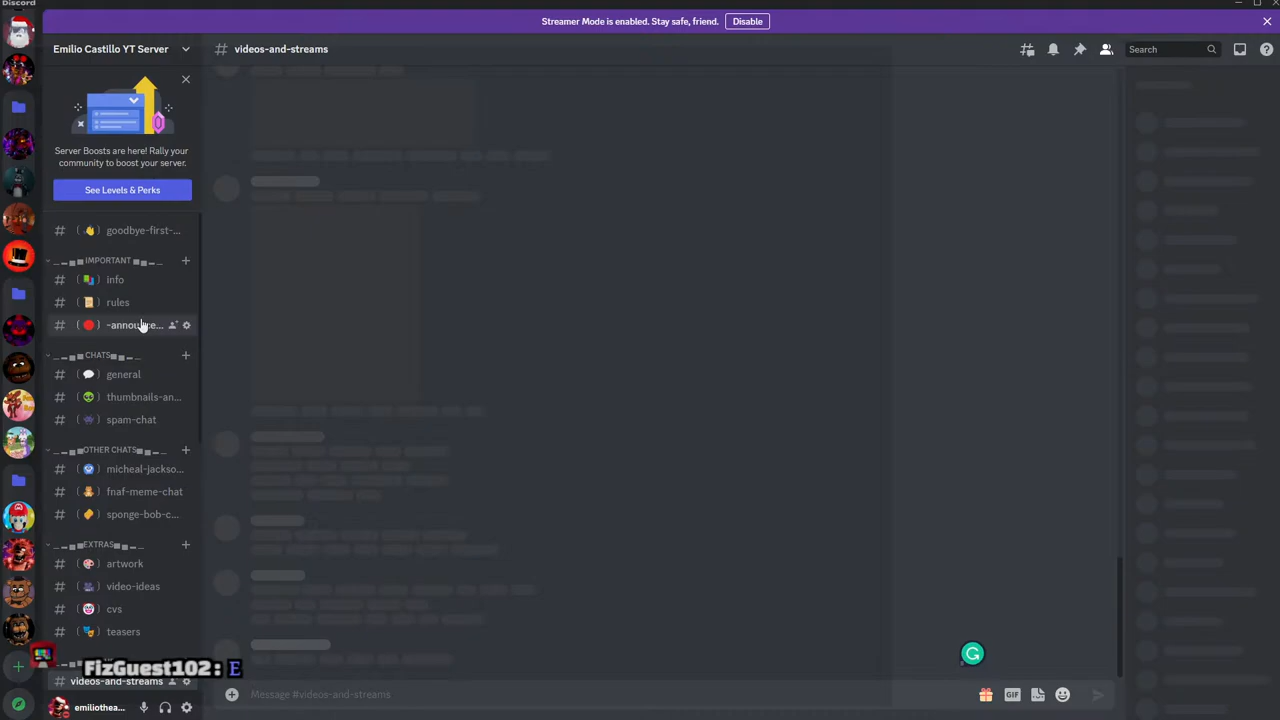 Discord
Streamer Mode is enabled. Stay safe, friend.
Disable
Emilio Castillo YT Server
videos-and-streams
Search
Server Boosts are here! Rally your
community to boost your server.
See Levels & Perks
goodbye-first-...
IMPORTANT
info
rules
CHATS
general
thumbnails-an...
spam-chat
OTHER CHATS
micheal-jackso...
fnaf-meme-chat
sponge-bob-c...
EXTRAS
artwork
video-ideas
cvs
teasers
FizGuest102: E
videos-and-streams
Message #videos-and-streams
GIF
emiliothea...